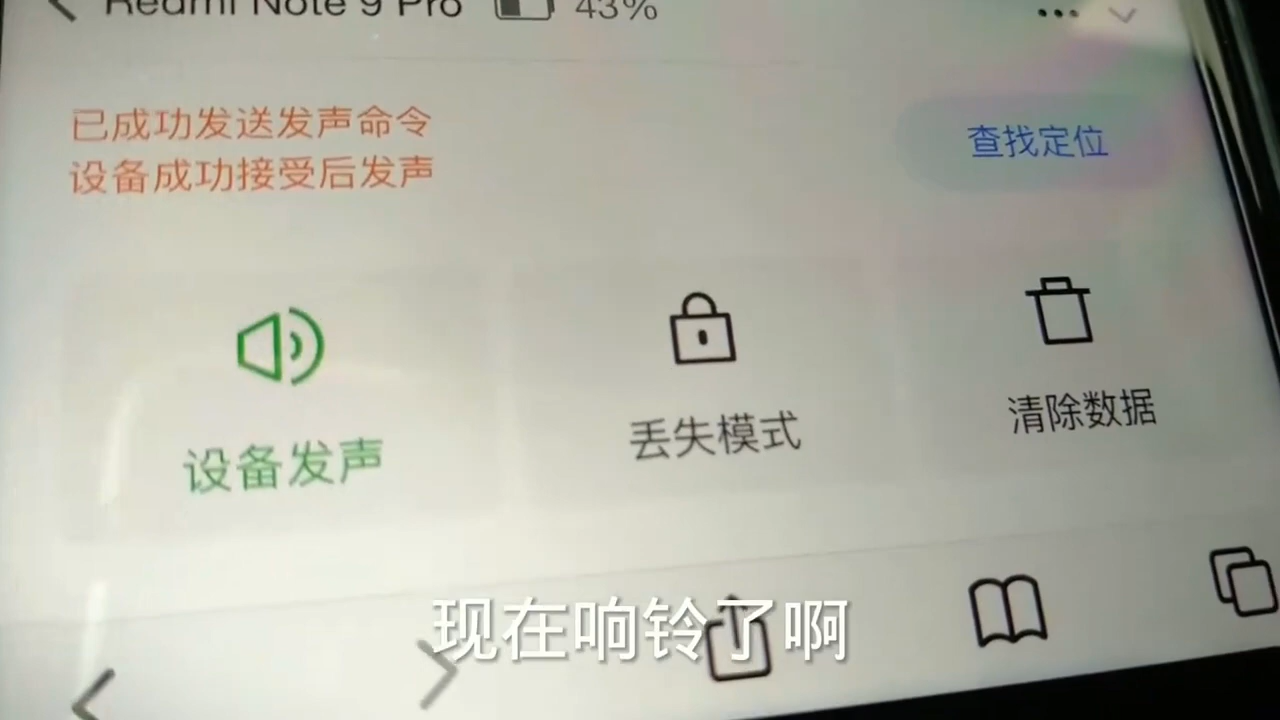 Redmi Note 9 Pro 43%
已成功发送发声命令
设备成功接受后发声
查找定位
设备发声
丢失模式
清除数据
现在响铃了啊